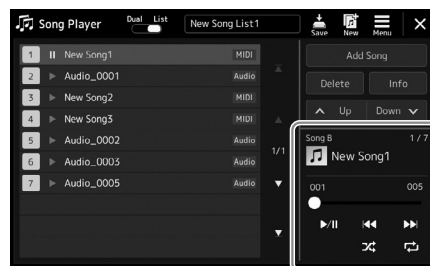 Song Player
Dual List
New Song List1
Save
New
Menu
1 New Song1 MIDI
2 Audio_0001 Audio
3 New Song2 MIDI
4 New Song3 MIDI
5 Audio_0002 Audio
6 Audio_0003 Audio
7 Audio_0005 Audio
1/1
Add Song
Delete
Info
Up
Down
Song B 1 / 7
New Song1
001 005